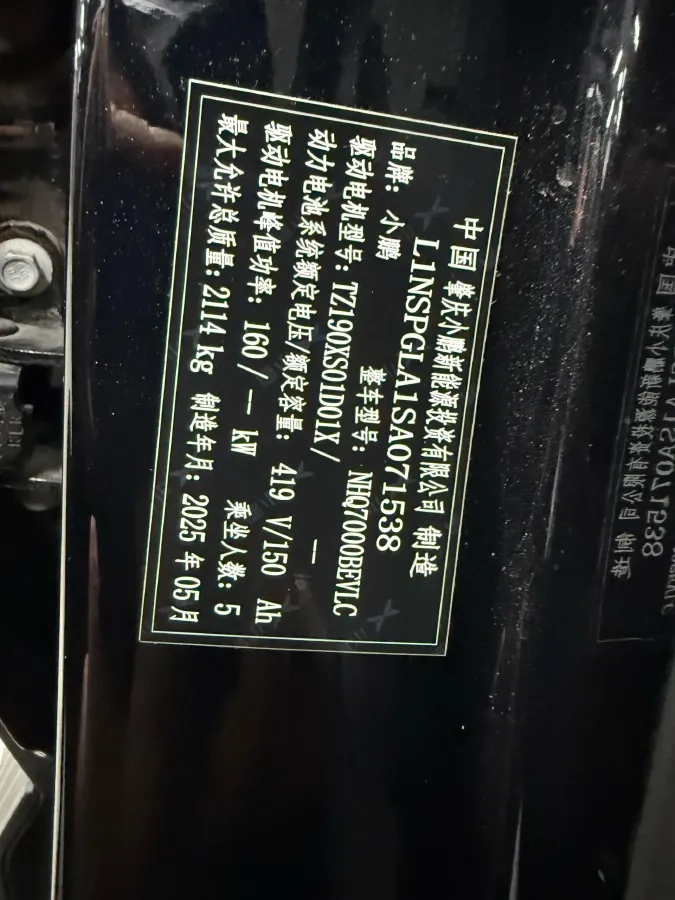 中国 肇庆小鹏新能源投资有限公司 制造
L1NSPGLA1SA071538
品牌: 小鹏 整车型号: NHQ7000BEVLC
驱动电机型号: TZ190XS01D01X/ —
动力电池系统额定电压/额定容量: 419 V/150 Ah
驱动电机峰值功率: 160/ — kW 乘坐人数: 5
最大允许总质量: 2114 kg 制造年月: 2025 年 05 月